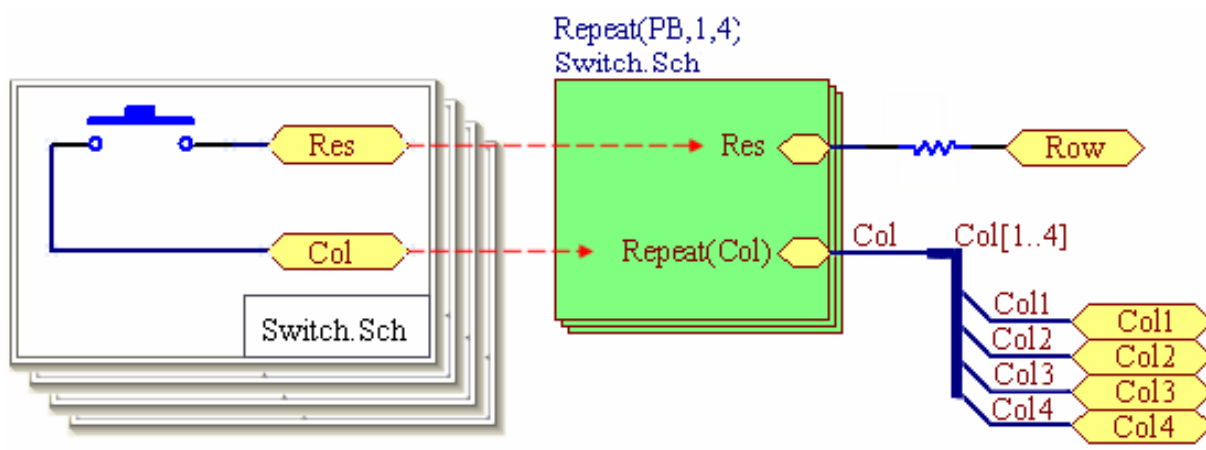 Repeat(PB,1,4)
Switch.Sch
Res
Res
Row
Col
Repeat(Col)
Col
Col[1..4]
Switch.Sch
Col1
Col1
Col2
Col2
Col3
Col3
Col4
Col4